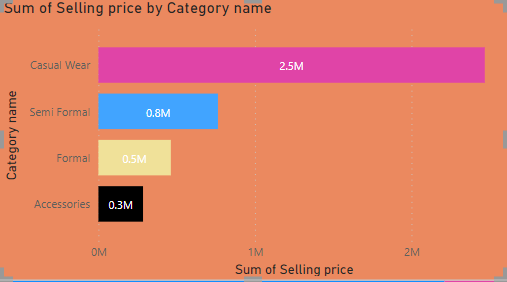 Sum of Selling price by Category name
Category name
Casual Wear 2.5M
Semi Formal 0.8M
Formal 0.5M
Accessories 0.3M
0M 1M 2M
Sum of Selling price